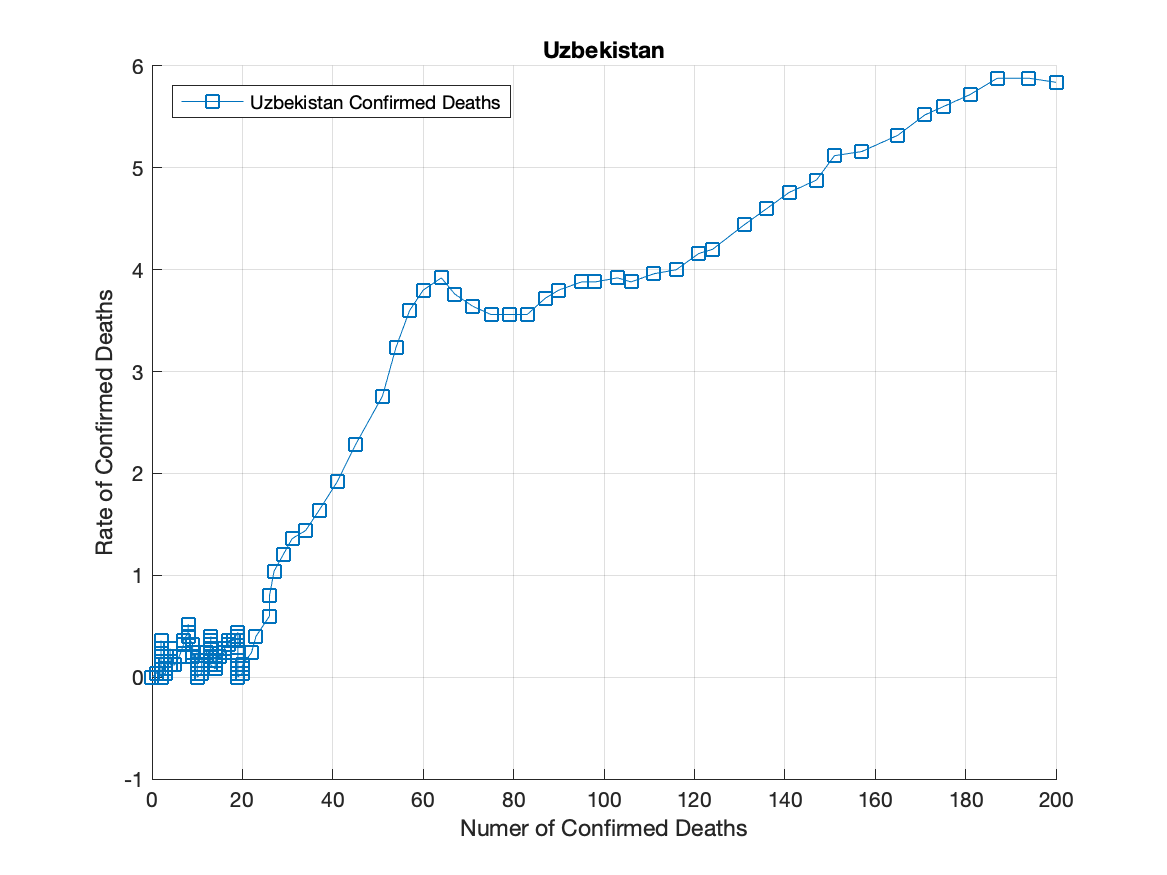 Uzbekistan
Uzbekistan Confirmed Deaths
Rate of Confirmed Deaths
6
5
4
3
2
1
0
-1
0 20 40 60 80 100 120 140 160 180 200
Numer of Confirmed Deaths